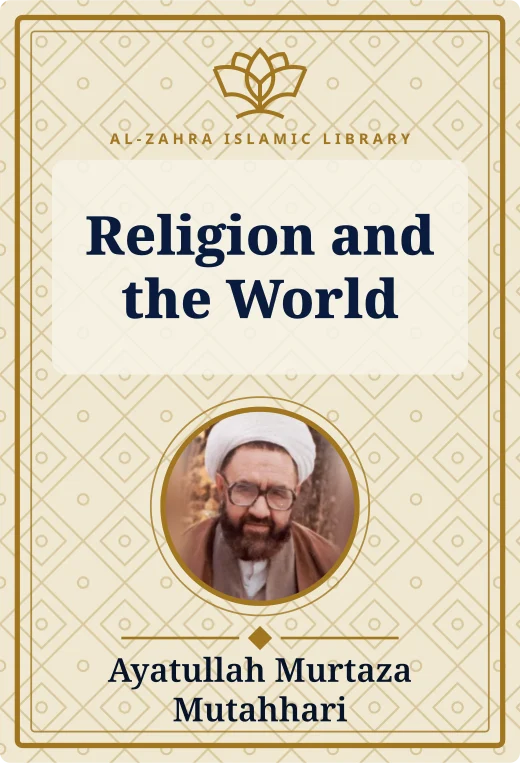 AL-ZAHRA ISLAMIC LIBRARY
Religion and
the World
Ayatullah Murtaza
Mutahhari